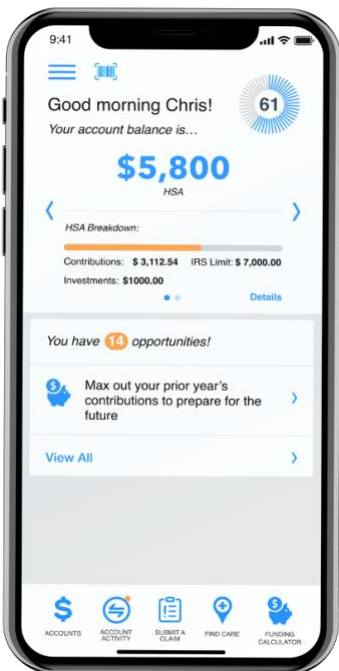 9:41
Good morning Chris!
61
Your account balance is...
$5,800
HSA
HSA Breakdown:
Contributions: $ 3,112.54 IRS Limit: $ 7,000.00
Investments: $1000.00
Details
You have 14 opportunities!
$
Max out your prior year's
contributions to prepare for the
future
View All
$
ACCOUNTS
ACCOUNT
ACTIVITY
SUBMIT A
CLAIM
FIND CARE
$
FUNDING
CALCULATOR